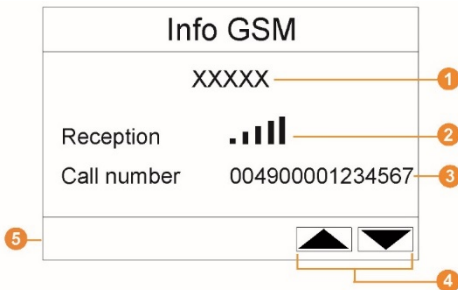 Info GSM
XXXXX
1
Reception
2
Call number 004900001234567
3
5
4